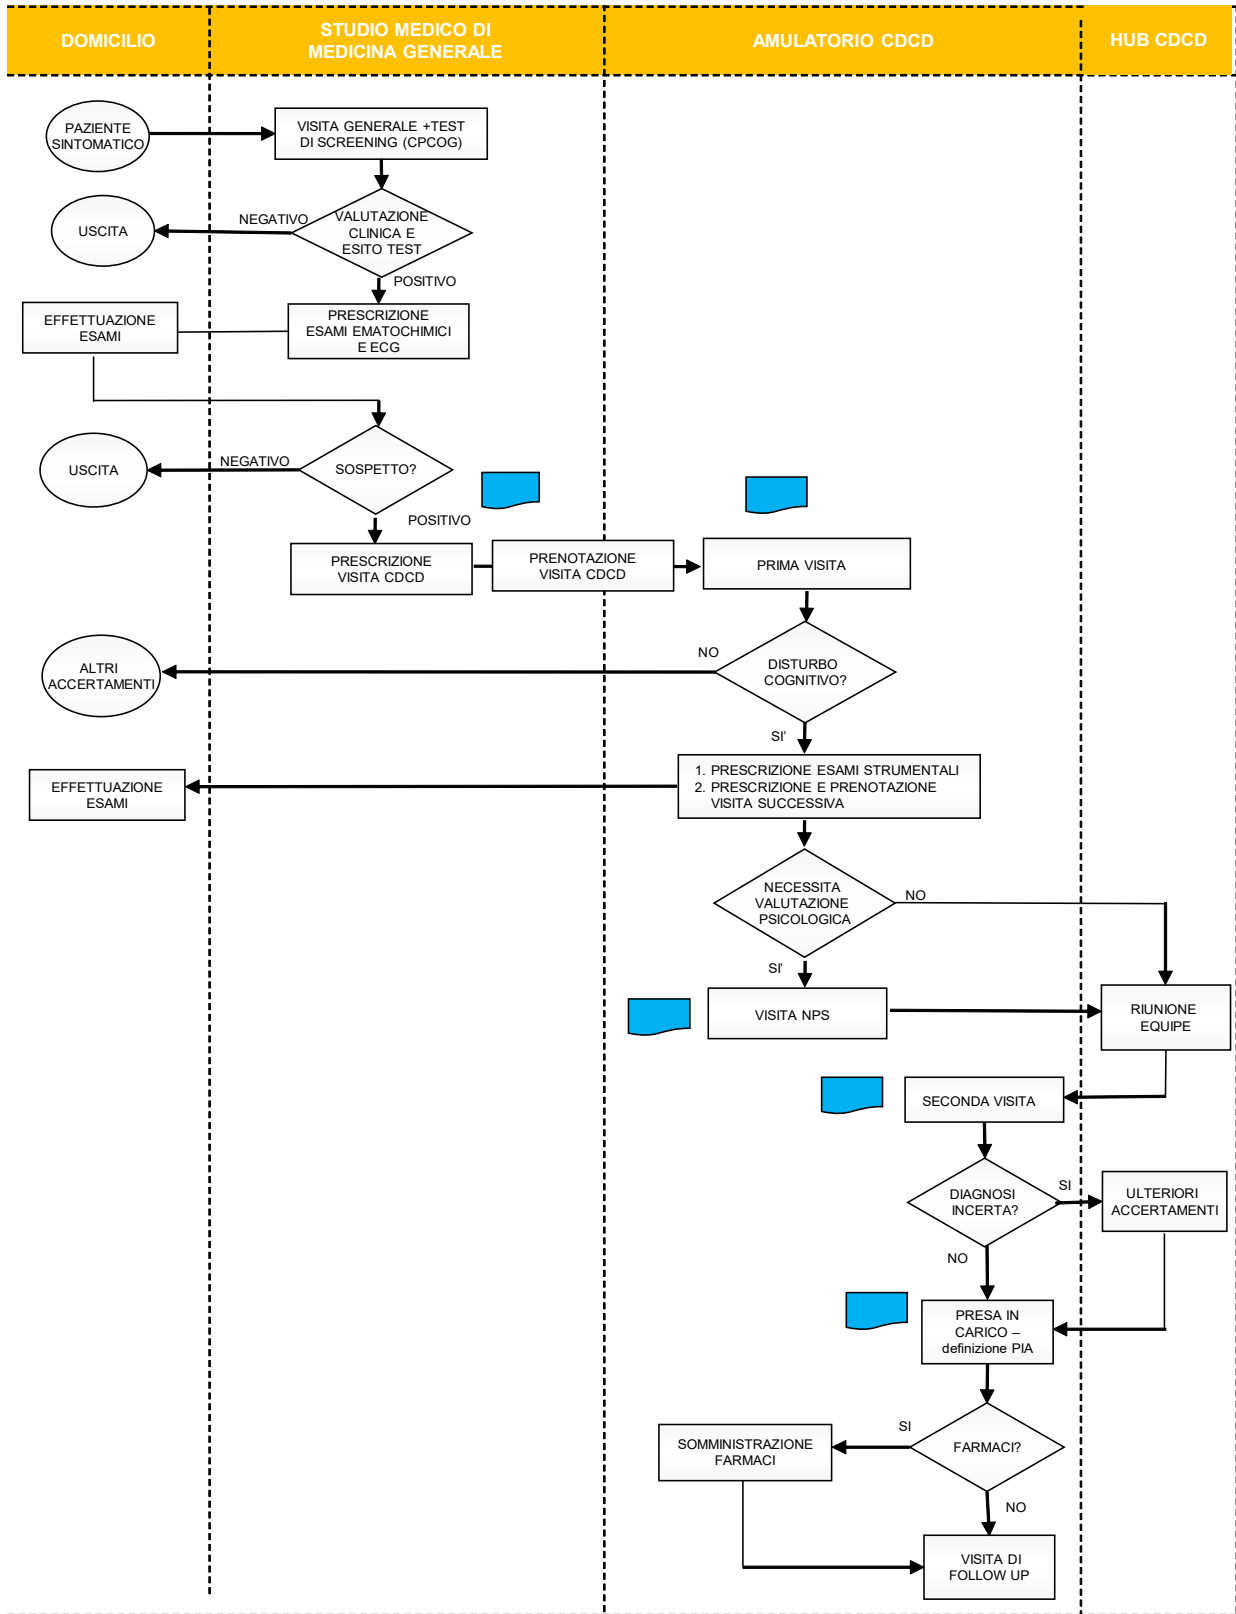 DOMICILIO
STUDIO MEDICO DI
MEDICINA GENERALE
AMULATORIO CDCD
HUB CDCD
PAZIENTE
SINTOMATICO
VISITA GENERALE +TEST
DI SCREENING (CPCOG)
USCITA
NEGATIVO
VALUTAZIONE
CLINICA E
ESITO TEST
POSITIVO
EFFETTUAZIONE
ESAMI
PRESCRIZIONE
ESAMI EMATOCHIMICI
E ECG
USCITA
NEGATIVO
SOSPETTO?
POSITIVO
PRESCRIZIONE
VISITA CDCD
PRENOTAZIONE
VISITA CDCD
PRIMA VISITA
ALTRI
ACCERTAMENTI
NO
DISTURBO
COGNITIVO?
SI'
EFFETTUAZIONE
ESAMI
1. PRESCRIZIONE ESAMI STRUMENTALI
2. PRESCRIZIONE E PRENOTAZIONE
VISITA SUCCESSIVA
NECESSITA
VALUTAZIONE
PSICOLOGICA
NO
SI'
VISITA NPS
RIUNIONE
EQUIPE
SECONDA VISITA
DIAGNOSI
INCERTA?
SI
ULTERIORI
ACCERTAMENTI
NO
PRESA IN
CARICO –
definizione PIA
SOMMINISTRAZIONE
FARMACI
SI
FARMACI?
NO
VISITA DI
FOLLOW UP